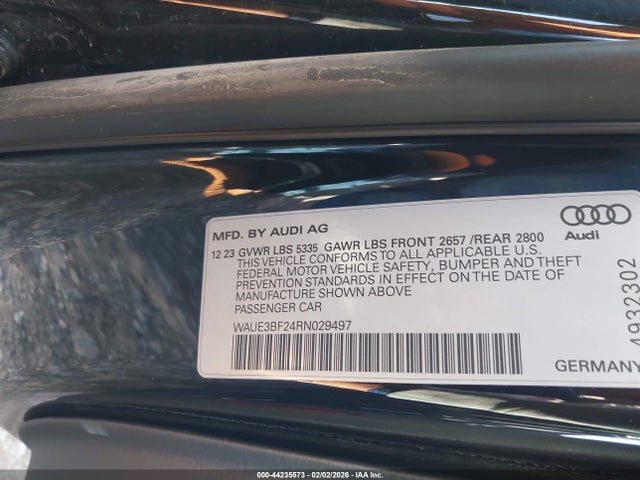 MFD. BY AUDI AG
12 23 GVWR LBS 5335 GAWR LBS FRONT 2657 /REAR 2800
THIS VEHICLE CONFORMS TO ALL APPLICABLE U.S.
FEDERAL MOTOR VEHICLE SAFETY, BUMPER AND THEFT
PREVENTION STANDARDS IN EFFECT ON THE DATE OF
MANUFACTURE SHOWN ABOVE
PASSENGER CAR
WAUE3BF24RN029497
Audi
4932302
GERMANY
000-44235573 - 02/02/2026 - IAA Inc.